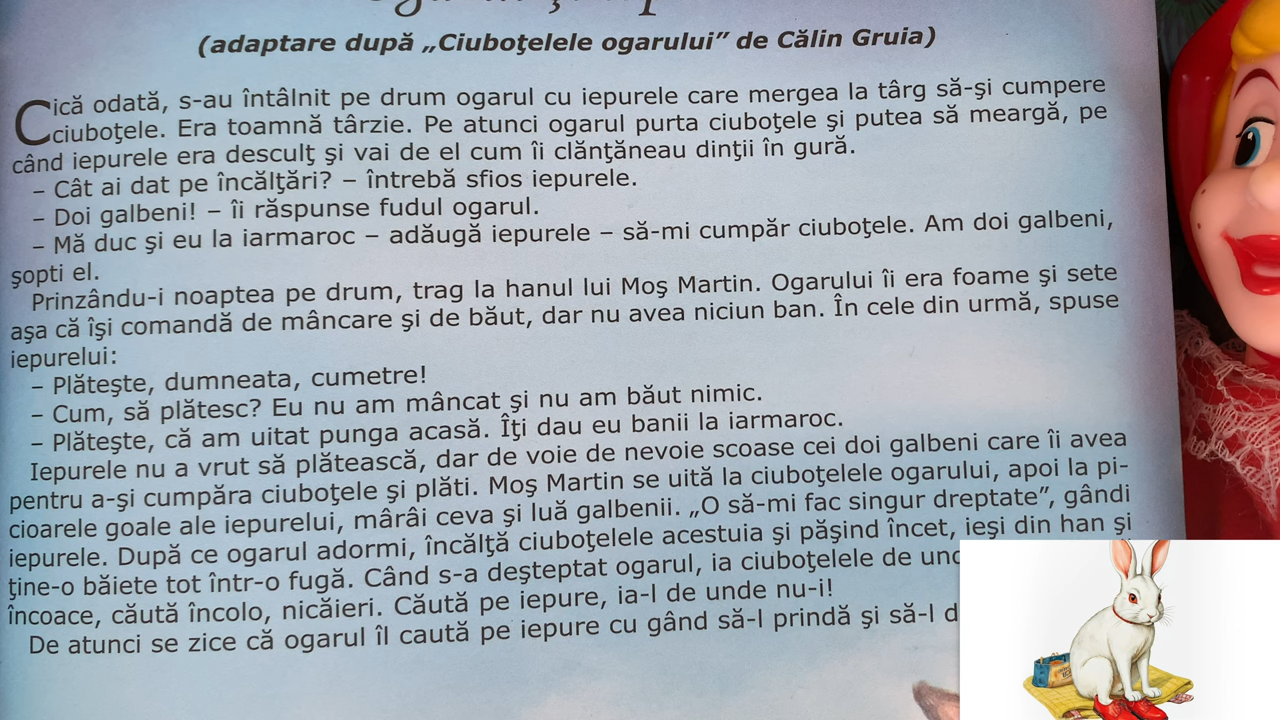 (adaptare după „Ciuboţelele ogarului” de Călin Gruia)
Cică odată, s-au întâlnit pe drum ogarul cu iepurele care mergea la târg să-şi cumpere
ciuboţele. Era toamnă târzie. Pe atunci ogarul purta ciuboţele şi putea să meargă, pe
când iepurele era desculţ şi vai de el cum îi clănţăneau dinţii în gură.
– Cât ai dat pe încălţări? – întrebă sfios iepurele.
– Doi galbeni! – îi răspunse fudul ogarul.
– Mă duc şi eu la iarmaroc – adăugă iepurele – să-mi cumpăr ciuboţele. Am doi galbeni,
şopti el.
Prinzându-i noaptea pe drum, trag la hanul lui Moş Martin. Ogarului îi era foame şi sete
aşa că îşi comandă de mâncare şi de băut, dar nu avea niciun ban. În cele din urmă, spuse
iepurelui:
– Plăteşte, dumneata, cumetre!
– Cum, să plătesc? Eu nu am mâncat şi nu am băut nimic.
– Plăteşte, că am uitat punga acasă. Îţi dau eu banii la iarmaroc.
Iepurele nu a vrut să plătească, dar de voie de nevoie scoase cei doi galbeni care îi avea
pentru a-şi cumpăra ciuboţele şi plăti. Moş Martin se uită la ciuboţelele ogarului, apoi la pi-
cioarele goale ale iepurelui, mârâi ceva şi luă galbenii. „O să-mi fac singur dreptate”, gândi
iepurele. După ce ogarul adormi, încălţă ciuboţelele acestuia şi păşind încet, ieşi din han şi
ţine-o băiete tot într-o fugă. Când s-a deşteptat ogarul, ia ciuboţelele de
încoace, căută încolo, nicăieri. Căută pe iepure, ia-l de unde nu-i!
De atunci se zice că ogarul îl caută pe iepure cu gând să-l prindă şi